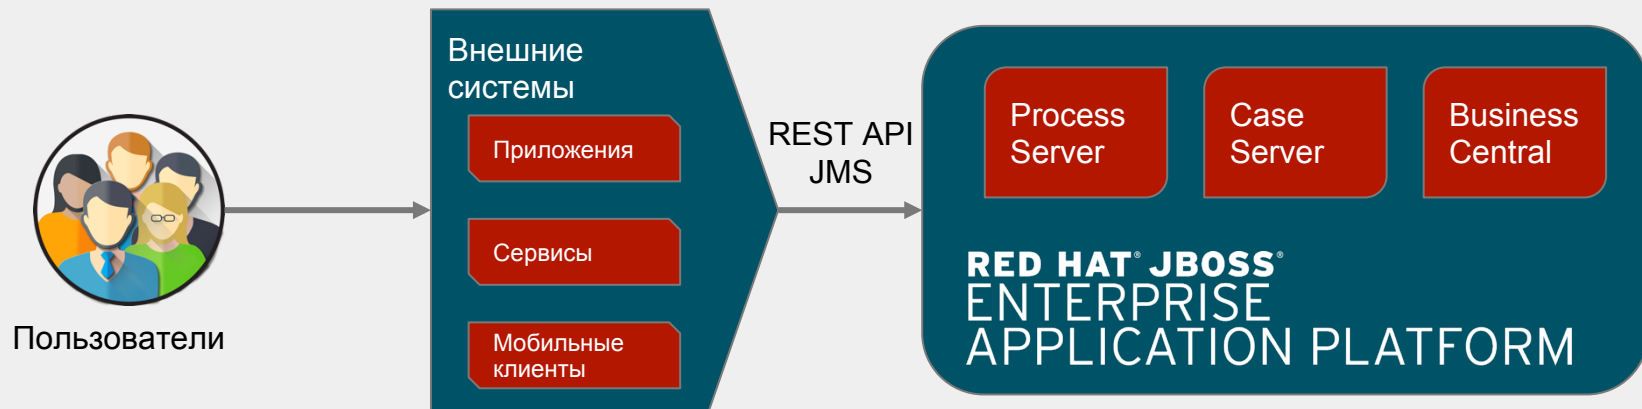 Пользователи
Внешние
системы
Приложения
Сервисы
Мобильные
клиенты
REST API
JMS
Process
Server
Case
Server
Business
Central
RED HAT® JBOSS®
ENTERPRISE
APPLICATION PLATFORM